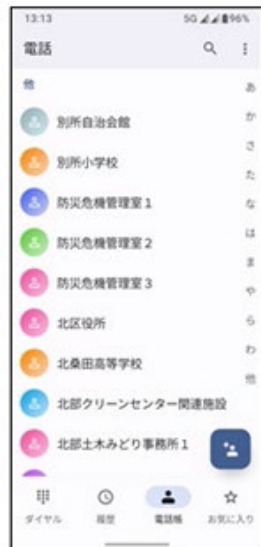 13:13 5G 96%
電話
他
別所自治会館
別所小学校
防災危機管理室1
防災危機管理室2
防災危機管理室3
北区役所
北桑田高等学校
北部クリーンセンター関連施設
北部土木みどり事務所1
あ
か
さ
た
な
は
ま
や
ら
わ
他
ダイヤル 履歴 電話帳 お気に入り